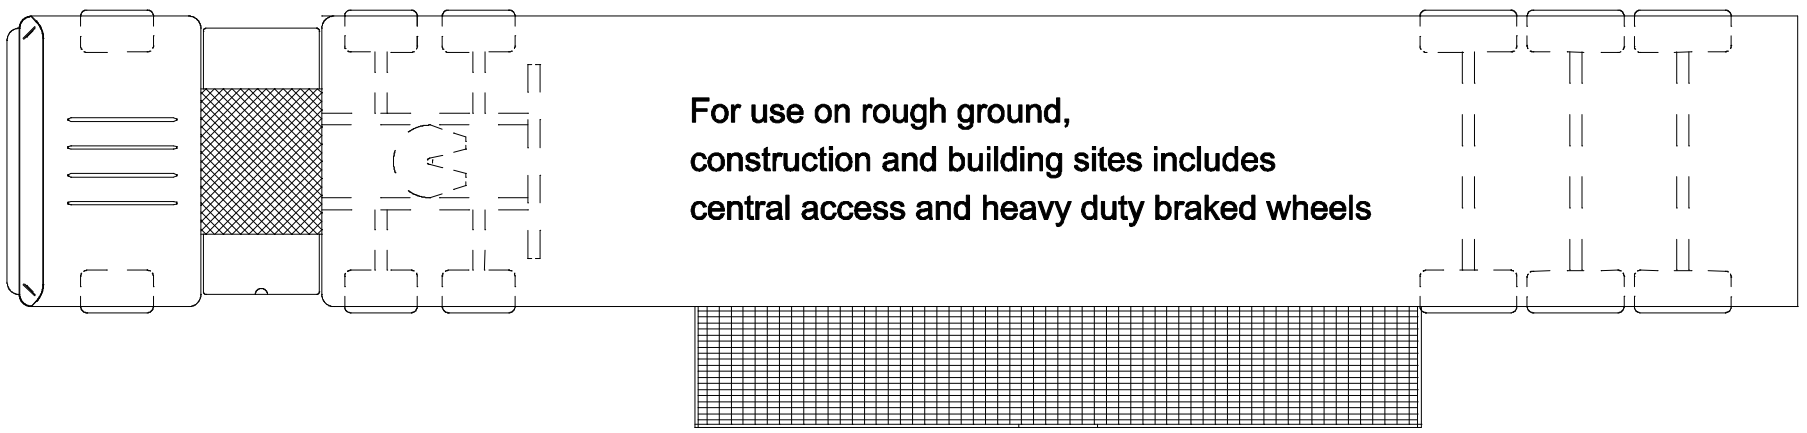 For use on rough ground,
construction and building sites includes
central access and heavy duty braked wheels